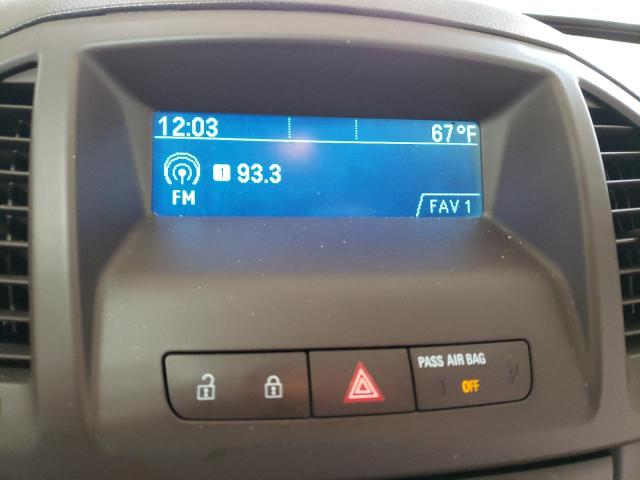 12:03 67°F
1 93.3
FM
FAV 1
PASS AIR BAG
OFF